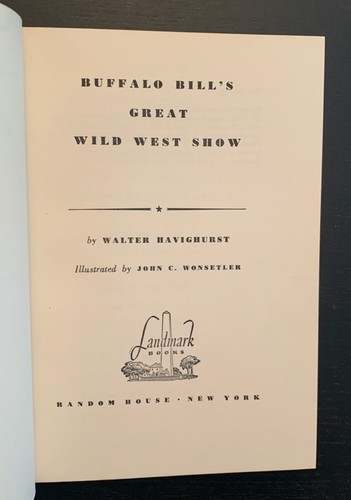 BUFFALO BILL'S
GREAT
WILD WEST SHOW
by WALTER HAVIGHURST
Illustrated by JOHN C. WONSETLER
Landmark
BOOKS
RANDOM HOUSE · NEW YORK